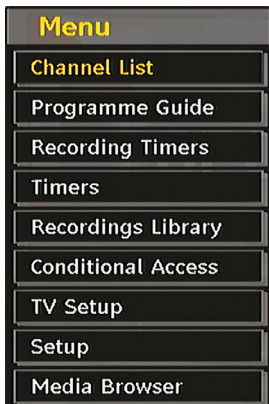 Menu
Channel List
Programme Guide
Recording Timers
Timers
Recordings Library
Conditional Access
TV Setup
Setup
Media Browser